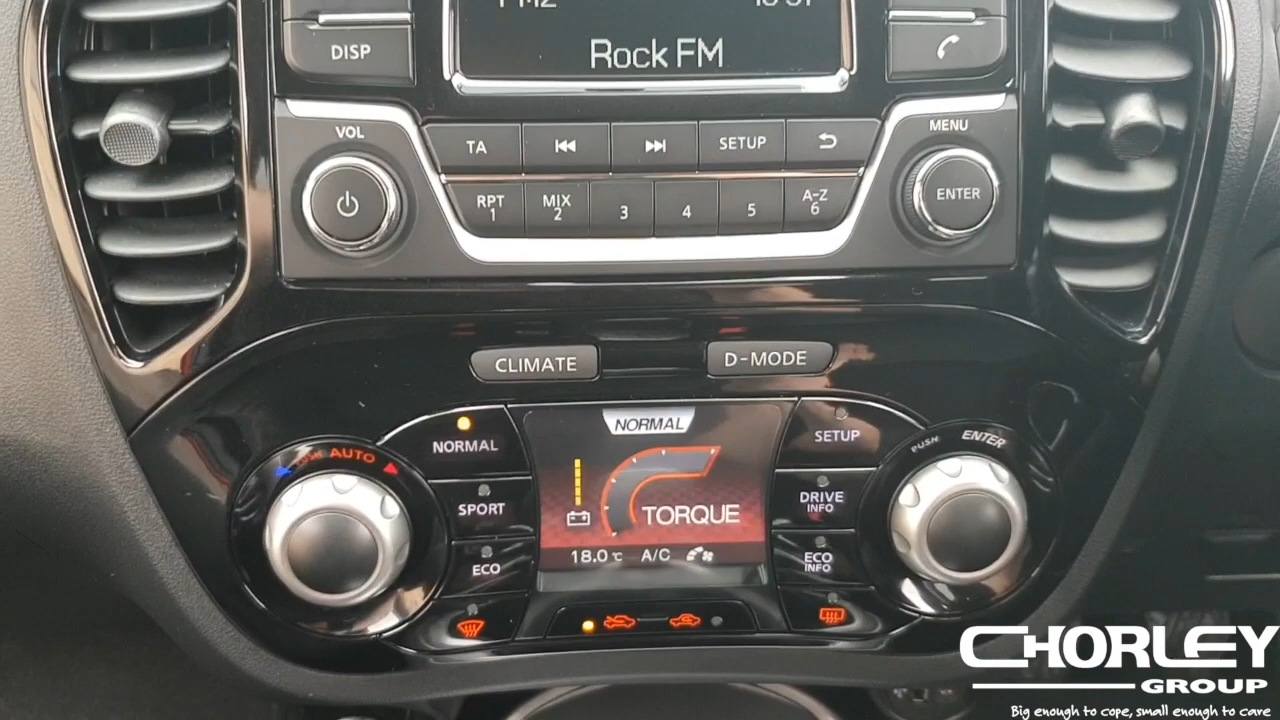 DISP
Rock FM
VOL
MENU
TA
SETUP
ENTER
RPT
1
MIX
2
3
4
5
A-Z
6
CLIMATE
D-MODE
AUTO
NORMAL
NORMAL
SETUP
PUSH ENTER
SPORT
DRIVE
INFO
TORQUE
ECO
ECO
INFO
18.0 °C A/C
CHORLEY
GROUP
Big enough to cope, small enough to care